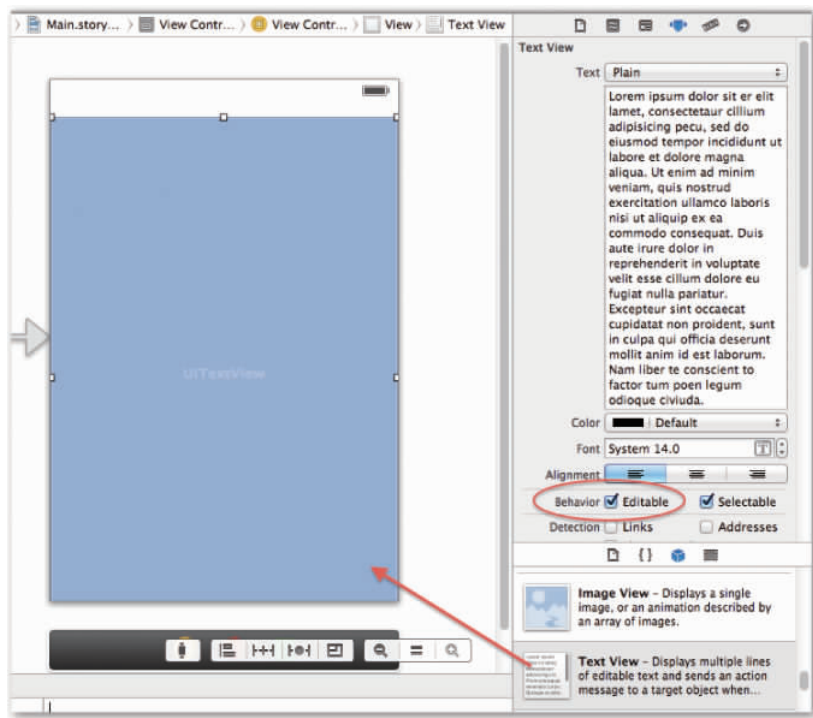 Main.story... 〉 View Contr... 〉 View Contr... 〉 View 〉 Text View
UITextView
Text View
Text Plain
Lorem ipsum dolor sit er elit
lamet, consectetaur cillium
adipisicing pecu, sed do
eiusmod tempor incididunt ut
labore et dolore magna
aliqua. Ut enim ad minim
veniam, quis nostrud
exercitation ullamco laboris
nisi ut aliquip ex ea
commodo consequat. Duis
aute irure dolor in
reprehenderit in voluptate
velit esse cillum dolore eu
fugiat nulla pariatur.
Excepteur sint occaecat
cupidatat non proident, sunt
in culpa qui officia deserunt
mollit anim id est laborum.
Nam liber te conscient to
factor tum poen legum
odioque civiuda.
Color Default
Font System 14.0
Alignment
Behavior Editable Selectable
Detection Links Addresses
Image View – Displays a single
image, or an animation described by
an array of images.
Text View – Displays multiple lines
of editable text and sends an action
message to a target object when...